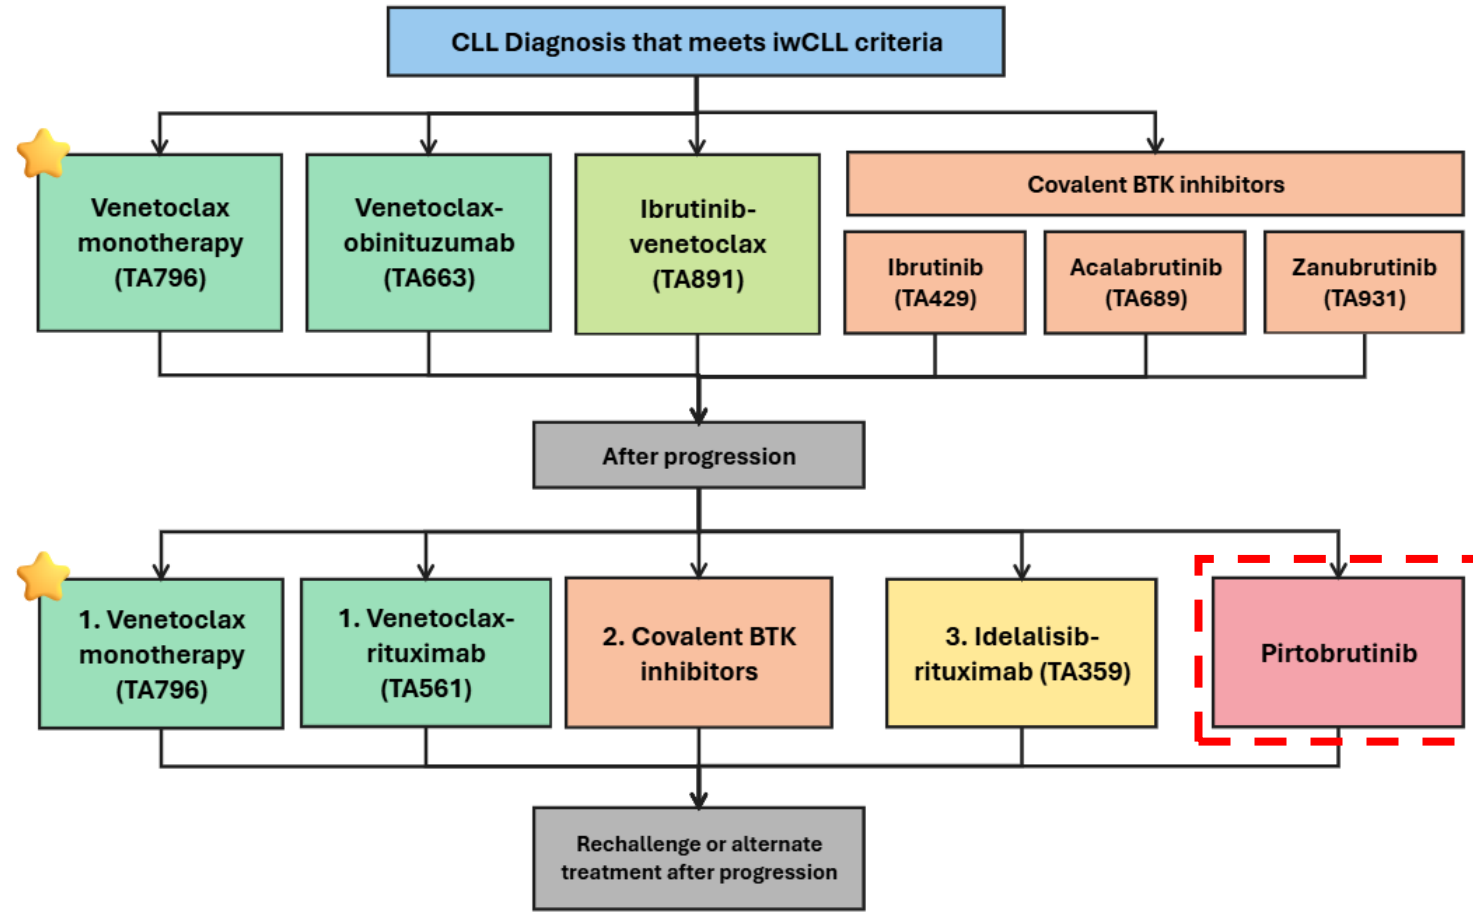 CLL Diagnosis that meets iwCLL criteria
Venetoclax
monotherapy
(TA796)
Venetoclax-
obinituzumab
(TA663)
Ibrutinib-
venetoclax
(TA891)
Covalent BTK inhibitors
Ibrutinib
(TA429)
Acalabrutinib
(TA689)
Zanubrutinib
(TA931)
After progression
1. Venetoclax
monotherapy
(TA796)
1. Venetoclax-
rituximab
(TA561)
2. Covalent BTK
inhibitors
3. Idelalisib-
rituximab (TA359)
Pirtobrutinib
Rechallenge or alternate
treatment after progression